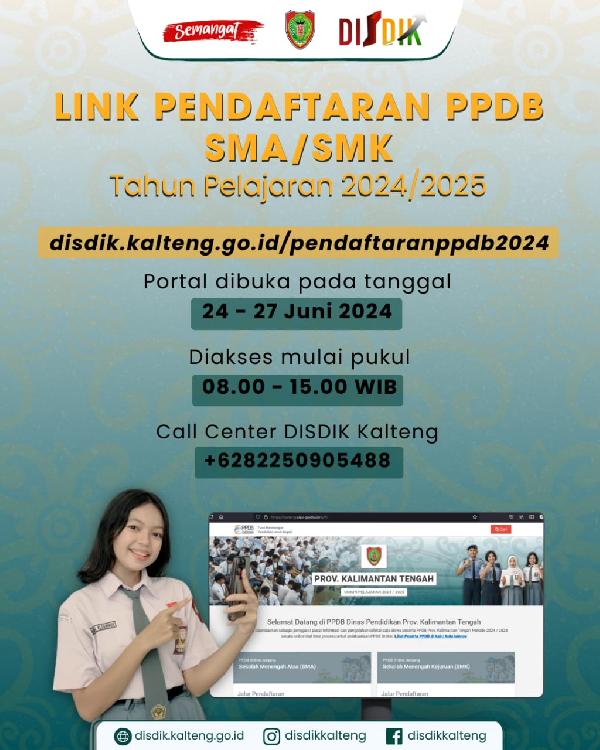 Semangat
DISDIK
LINK PENDAFTARAN PPDB
SMA/SMK
Tahun Pelajaran 2024/2025
disdik.kalteng.go.id/pendaftaranppdb2024
Portal dibuka pada tanggal
24 - 27 Juni 2024
Diakses mulai pukul
08.00 - 15.00 WIB
Call Center DISDIK Kalteng
+6282250905488
PPDB
PROV. KALIMANTAN TENGAH
Selamat Datang di PPDB Dinas Pendidikan Prov. Kalimantan Tengah
Sekolah Menengah Atas (SMA)
Sekolah Menengah Kejuruan (SMK)
Jalur Pendaftaran
Jalur Pendaftaran
disdik.kalteng.go.id
disdikkalteng
disdikkalteng